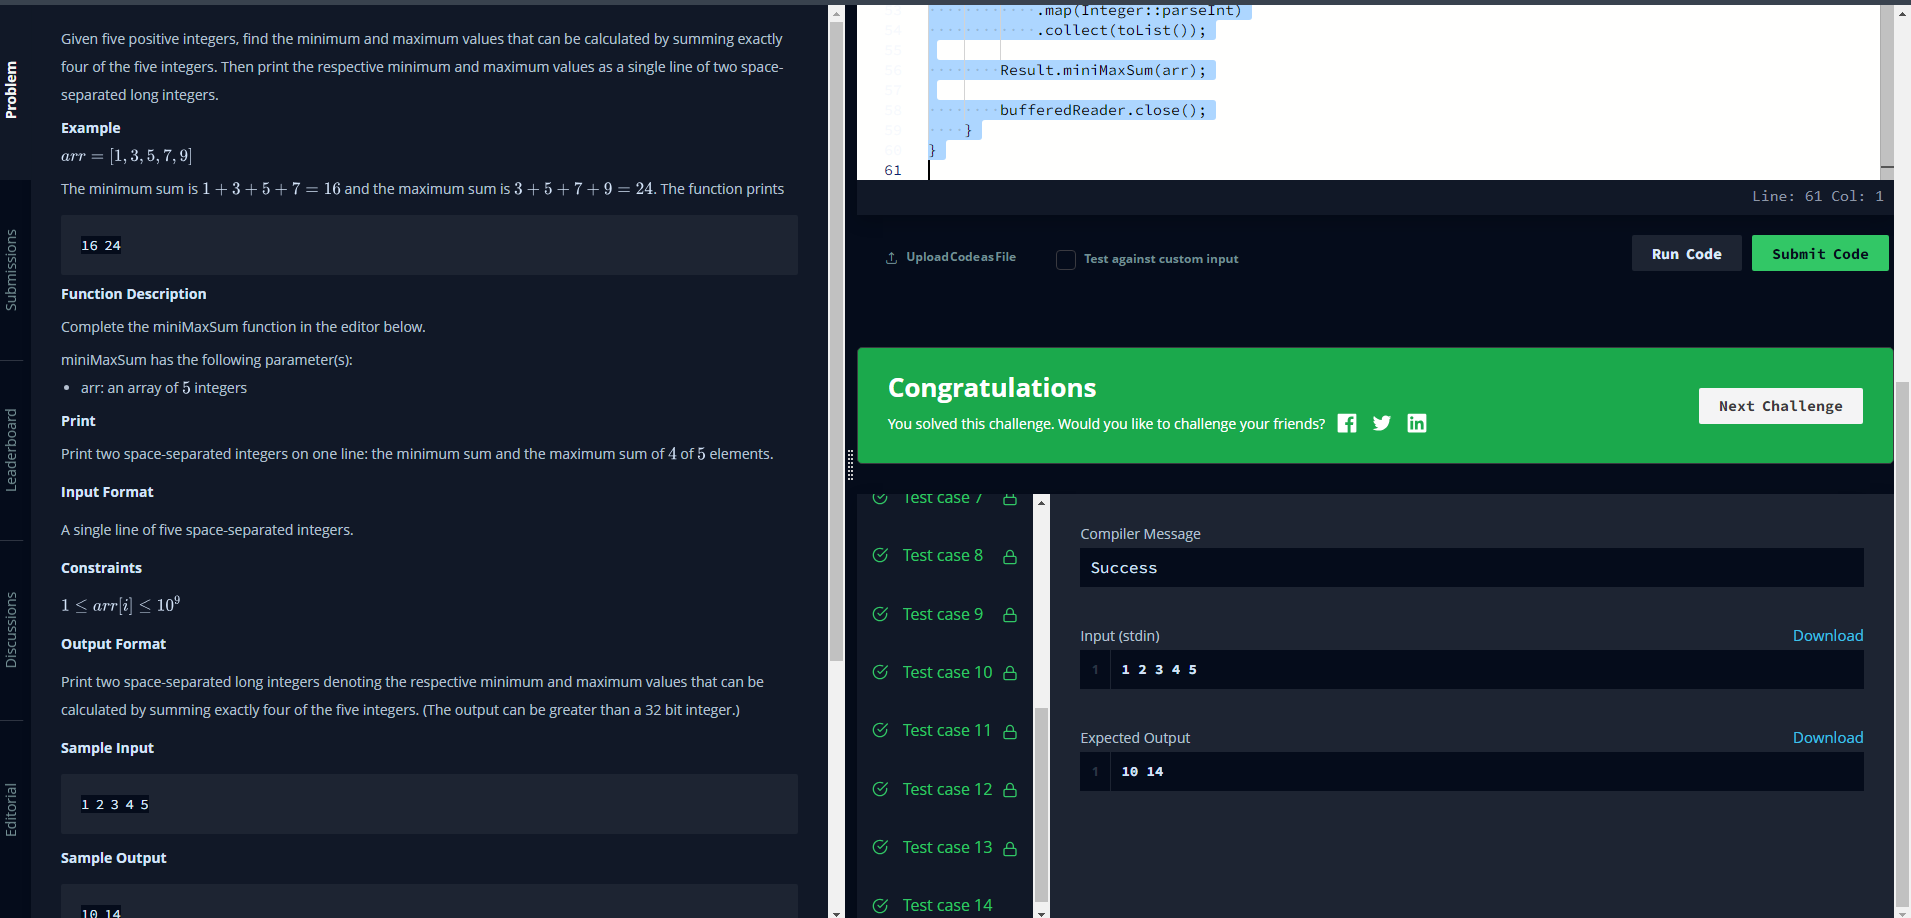 Problem
Submissions
Leaderboard
Discussions
Editorial
Given five positive integers, find the minimum and maximum values that can be calculated by summing exactly
four of the five integers. Then print the respective minimum and maximum values as a single line of two space-
separated long integers.
Example
arr = [1, 3, 5, 7, 9]
The minimum sum is 1 + 3 + 5 + 7 = 16 and the maximum sum is 3 + 5 + 7 + 9 = 24. The function prints
16 24
Function Description
Complete the miniMaxSum function in the editor below.
miniMaxSum has the following parameter(s):
• arr: an array of 5 integers
Print
Print two space-separated integers on one line: the minimum sum and the maximum sum of 4 of 5 elements.
Input Format
A single line of five space-separated integers.
Constraints
1 ≤ arr[i] ≤ 10⁹
Output Format
Print two space-separated long integers denoting the respective minimum and maximum values that can be
calculated by summing exactly four of the five integers. (The output can be greater than a 32 bit integer.)
Sample Input
1 2 3 4 5
Sample Output
10 14
53 .map(Integer::parseInt)
54 .collect(toList());
55
56 Result.miniMaxSum(arr);
57
58 bufferedReader.close();
59 }
60 }
61
Line: 61 Col: 1
Upload Code as File
Test against custom input
Run Code
Submit Code
Congratulations
You solved this challenge. Would you like to challenge your friends?
Next Challenge
Test case 7
Test case 8
Test case 9
Test case 10
Test case 11
Test case 12
Test case 13
Test case 14
Compiler Message
Success
Input (stdin)
Download
1 1 2 3 4 5
Expected Output
Download
1 10 14